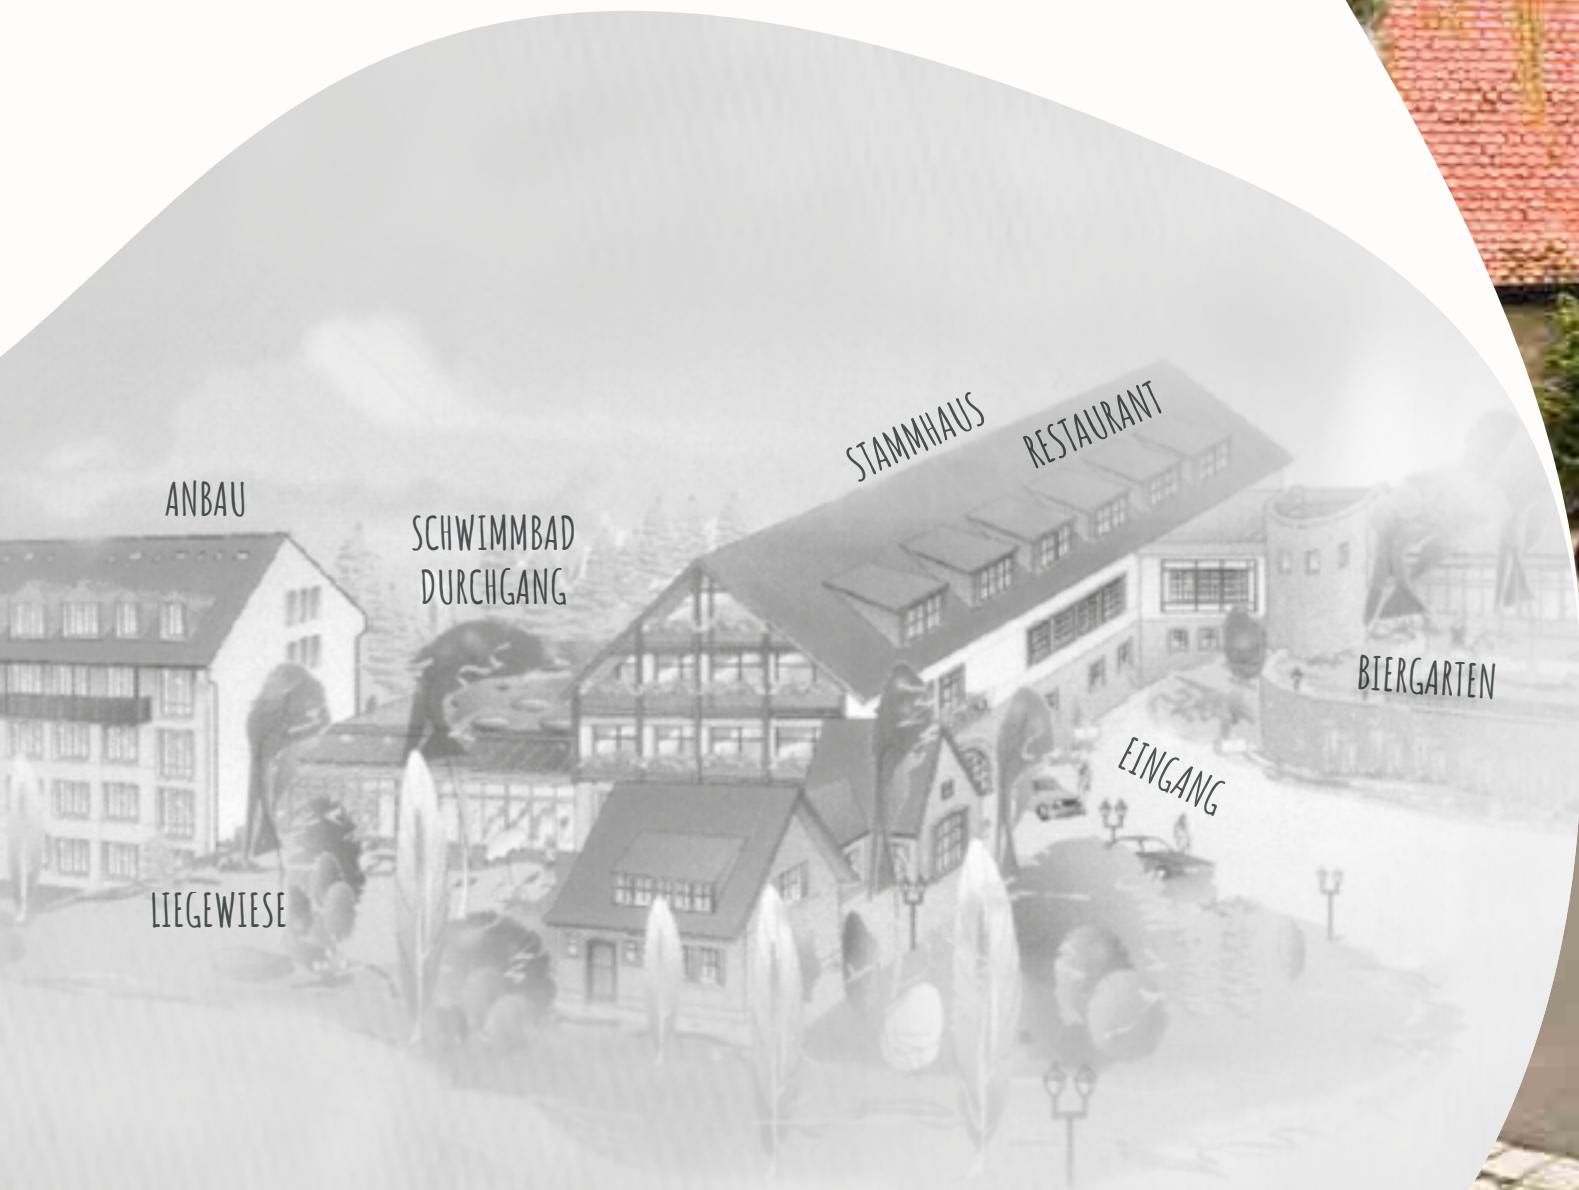 STAMMHAUS
RESTAURANT
ANBAU
SCHWIMMBAD
DURCHGANG
BIERGARTEN
EINGANG
LIEGEWIESE